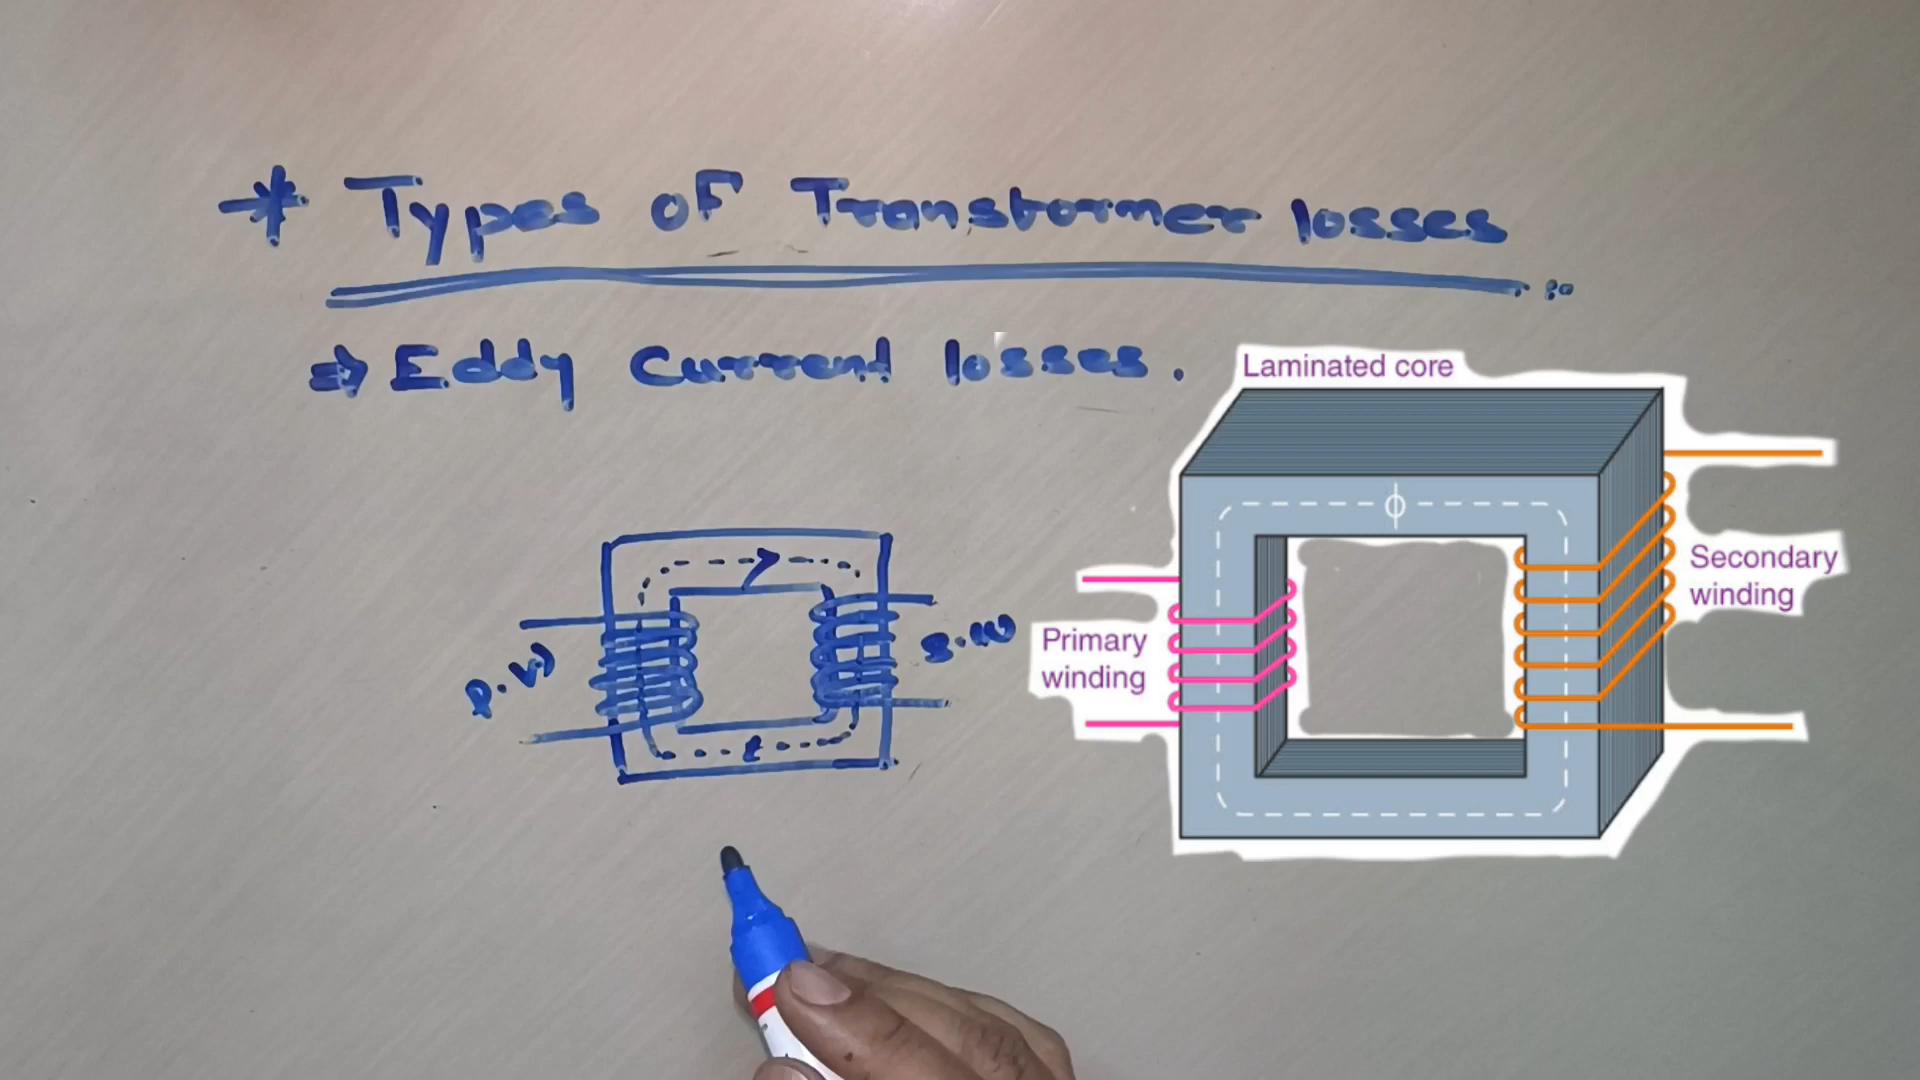 * Types of Transformer losses
⇒ Eddy Current losses.
Laminated core
ϕ
P.W
S.W
Primary
winding
Secondary
winding